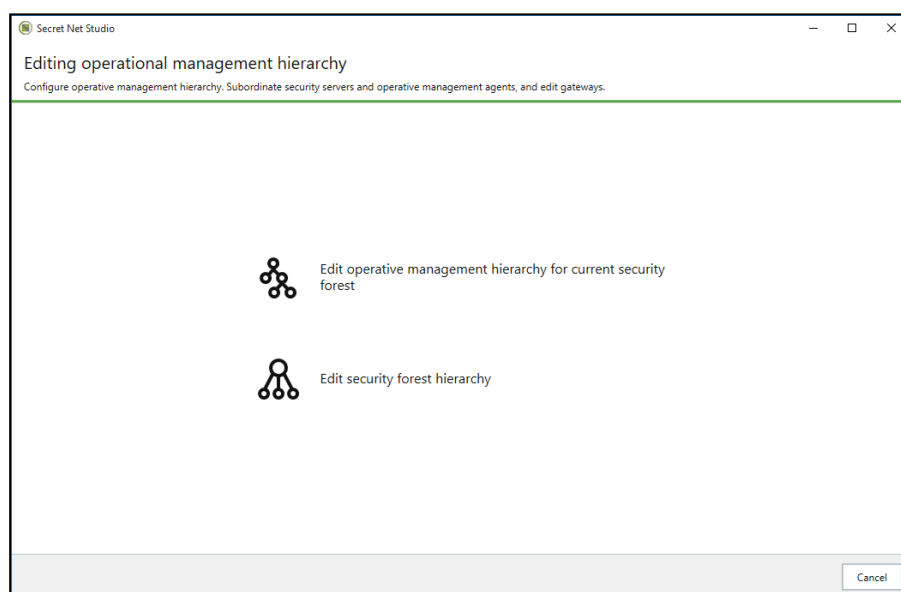 Secret Net Studio
Editing operational management hierarchy
Configure operative management hierarchy. Subordinate security servers and operative management agents, and edit gateways.
Edit operative management hierarchy for current security
forest
Edit security forest hierarchy
Cancel